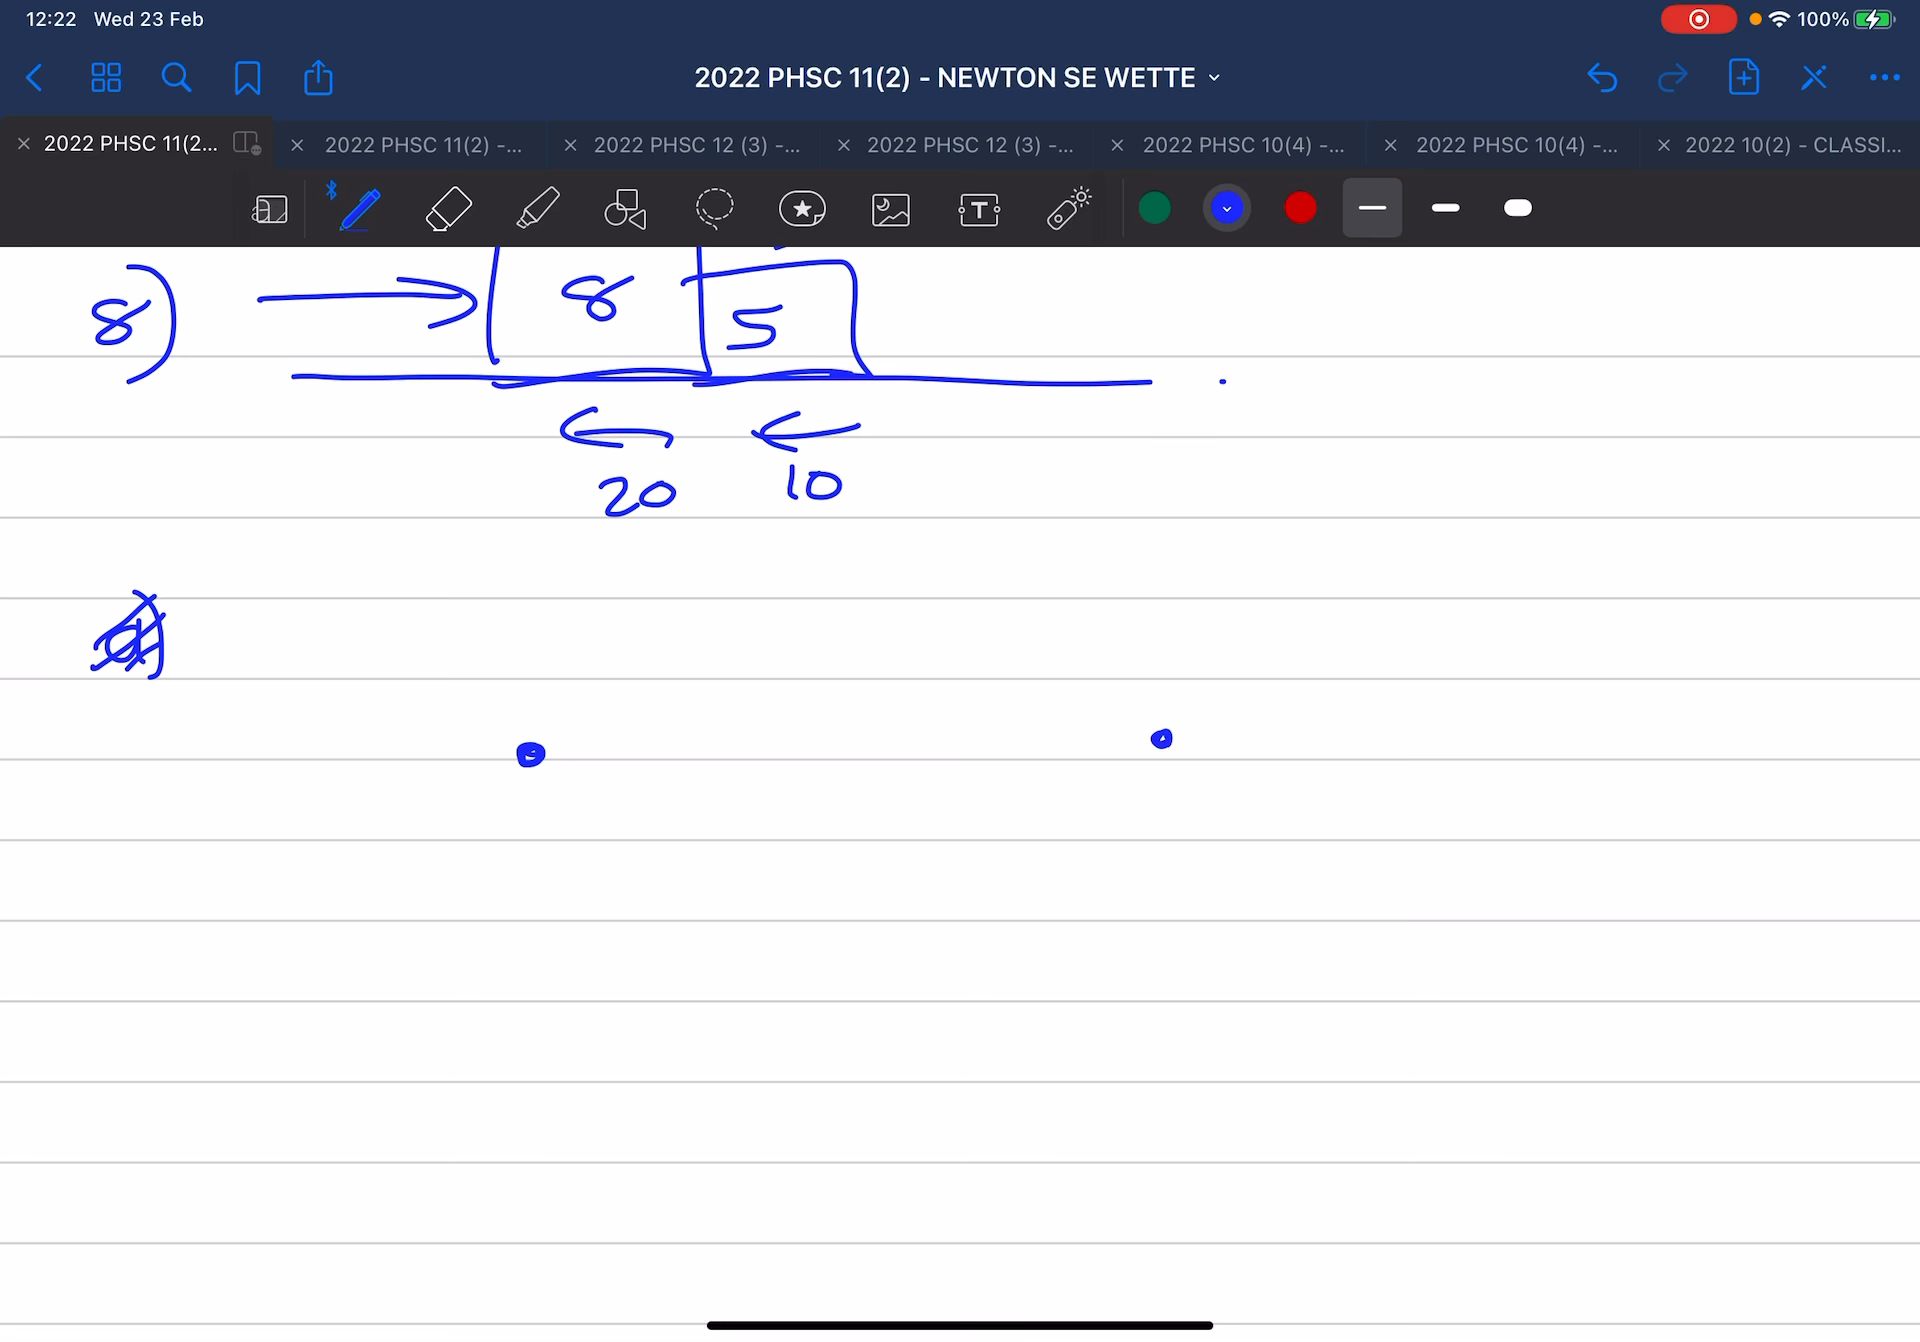 12:22 Wed 23 Feb
100%
2022 PHSC 11(2) - NEWTON SE WETTE
2022 PHSC 11(2...
2022 PHSC 11(2) -...
2022 PHSC 12 (3) -...
2022 PHSC 12 (3) -...
2022 PHSC 10(4) -...
2022 PHSC 10(4) -...
2022 10(2) - CLASSI...
T
8) 8 5
20 10